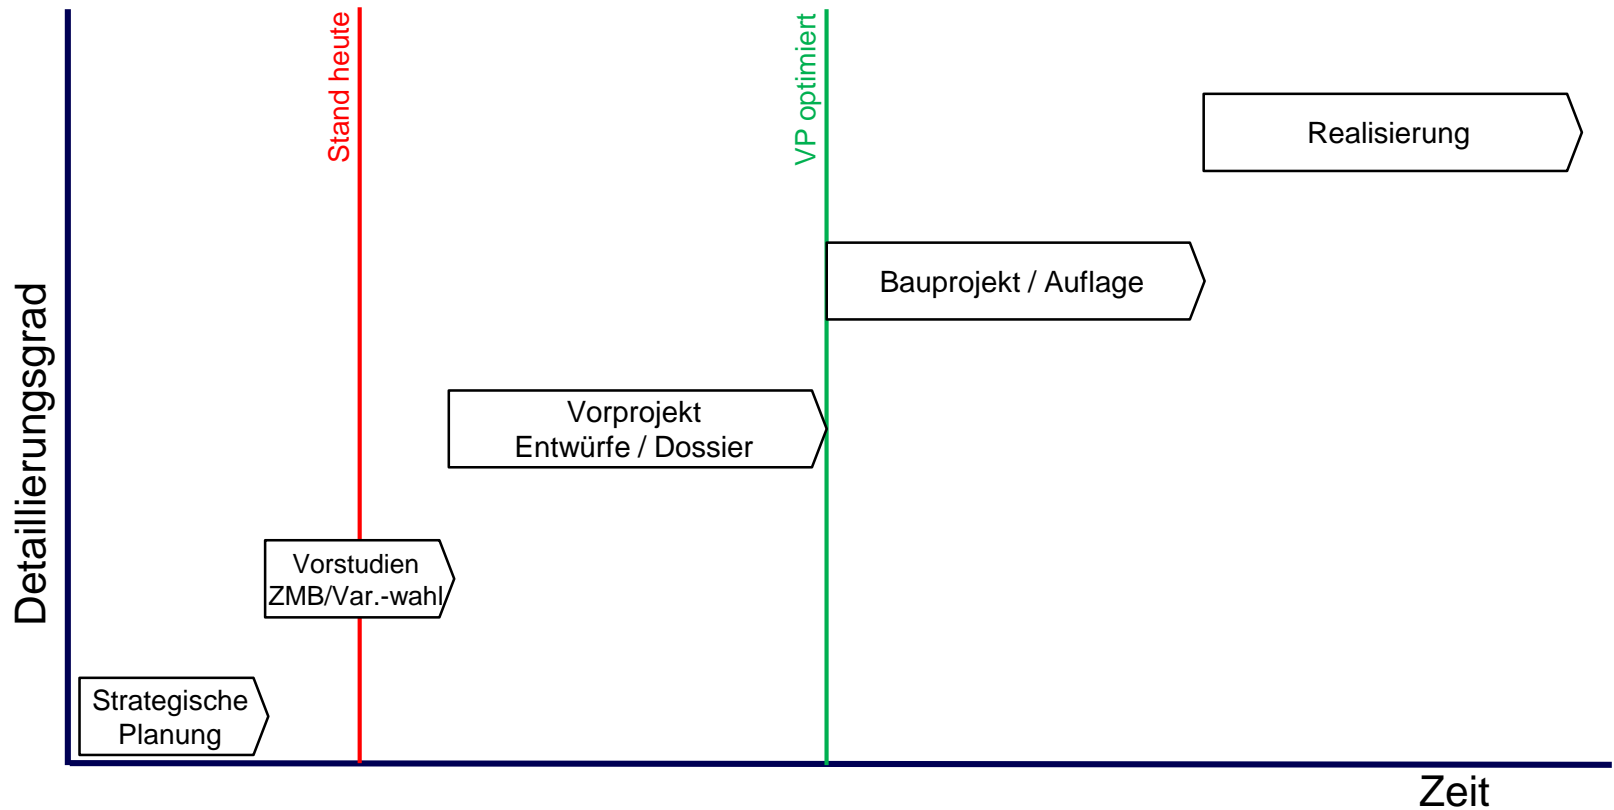 Stand heute
VP optimiert
Realisierung
Bauprojekt / Auflage
Vorprojekt
Entwürfe / Dossier
Vorstudien
ZMB/Var.-wahl
Strategische
Planung
Detaillierungsgrad
Zeit